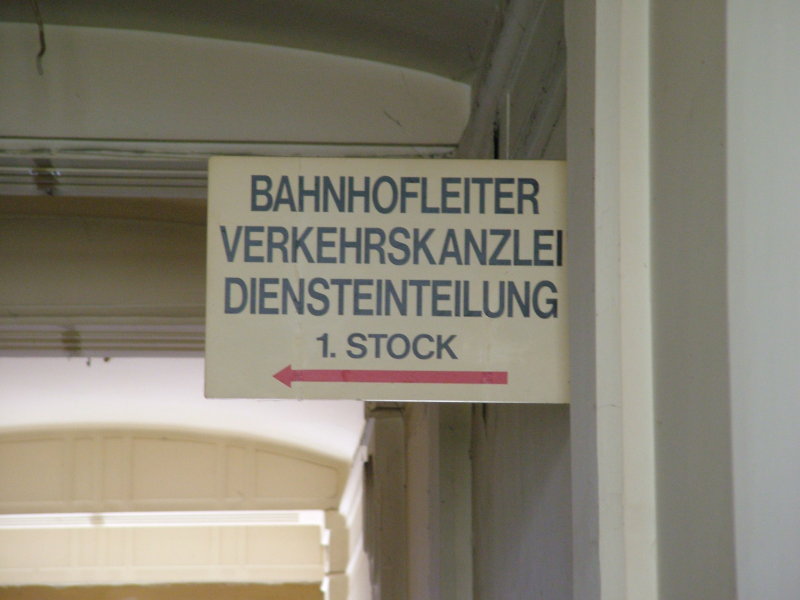 BAHNHOFLEITER
VERKEHRSKANZLEI
DIENSTEINTEILUNG
1. STOCK